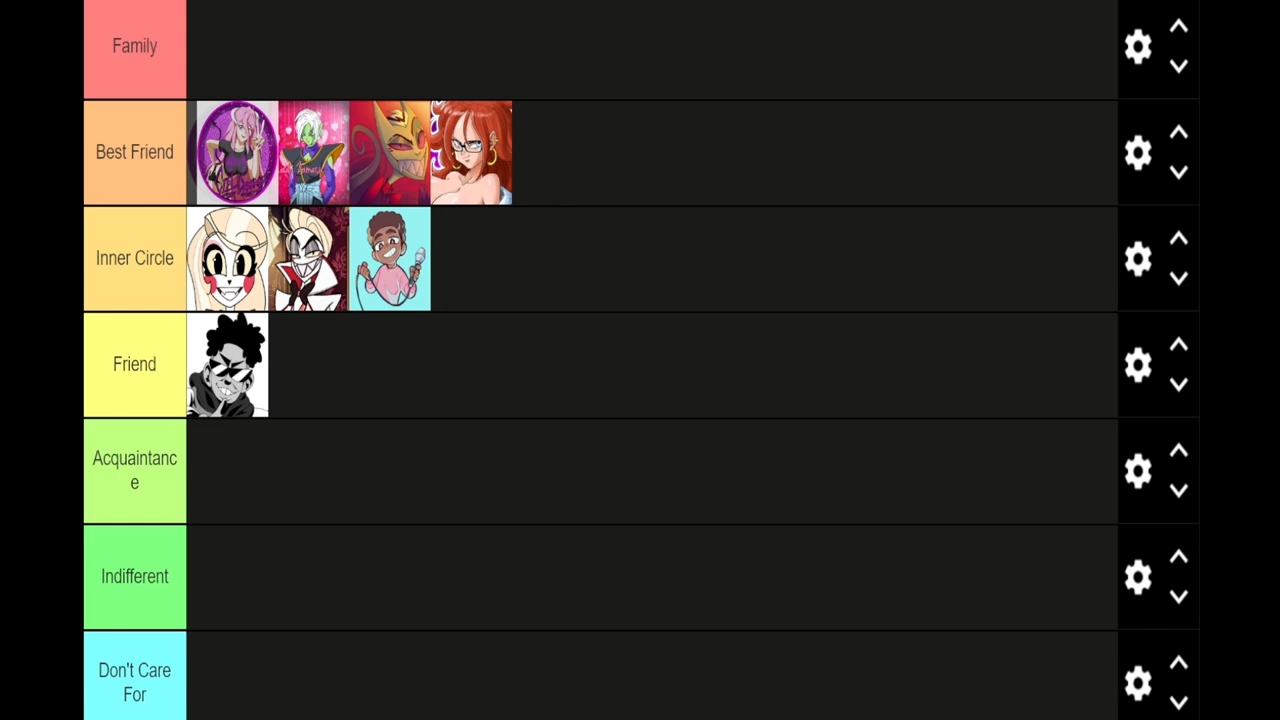 Family
Best Friend
Inner Circle
Friend
Acquaintanc
e
Indifferent
Don't Care
For